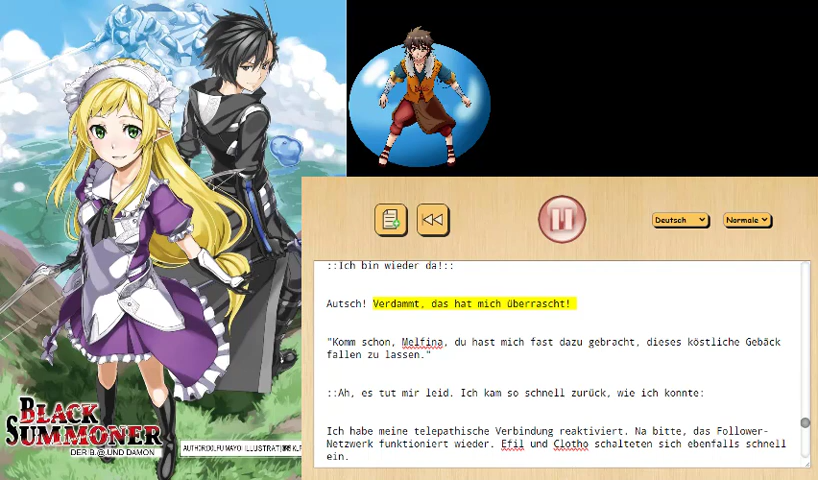 BLACK
SUMMONER
DER B.@.UND DAMON
Deutsch
Normale
::Ich bin wieder da!::
Autsch! Verdammt, das hat mich überrascht!
"Komm schon, Melfina, du hast mich fast dazu gebracht, dieses köstliche Gebäck
fallen zu lassen."
::Ah, es tut mir leid. Ich kam so schnell zurück, wie ich konnte:
Ich habe meine telepathische Verbindung reaktiviert. Na bitte, das Follower-
Netzwerk funktioniert wieder. Efil und Clotho schalteten sich ebenfalls schnell
ein.